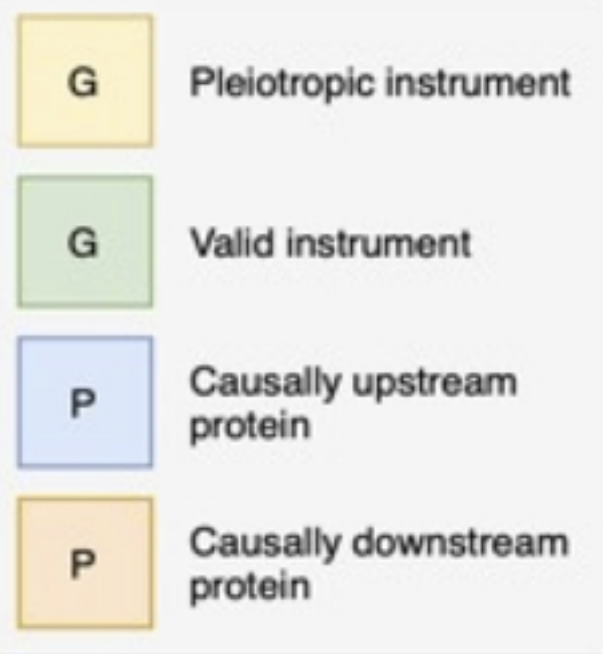 G Pleiotropic instrument
G Valid instrument
P Causally upstream
protein
P Causally downstream
protein